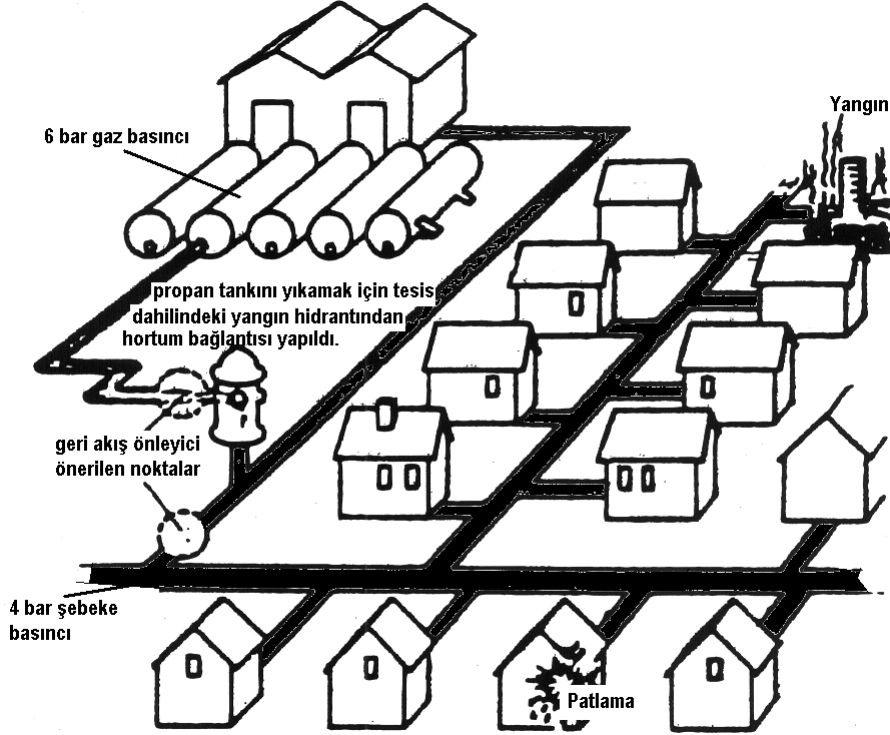 Yangın
6 bar gaz basıncı
propan tankını yıkamak için tesis
dahilindeki yangın hidrantından
hortum bağlantısı yapıldı.
geri akış önleyici
önerilen noktalar
4 bar şebeke
basıncı
Patlama